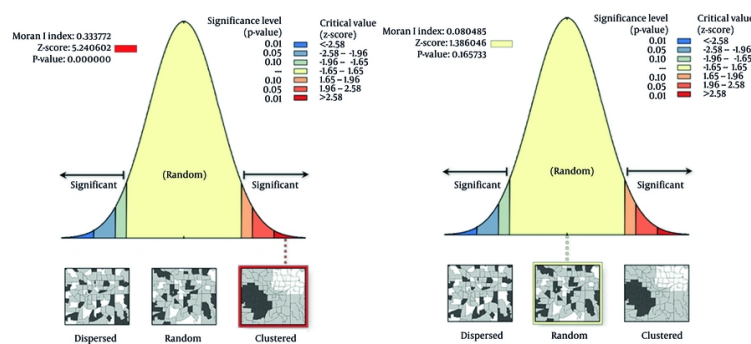 Moran I index: 0.333772
Z-score: 5.240602
P-value: 0.000000
Significance level
(p-value)
Critical value
(z-score)
0.01 <-2.58
0.05 -2.58 – -1.96
0.10 -1.96 – -1.65
— -1.65 – 1.65
0.10 1.65 – 1.96
0.05 1.96 – 2.58
0.01 >2.58
(Random)
Significant
Significant
Dispersed
Random
Clustered
Moran I index: 0.080485
Z-score: 1.386046
P-value: 0.165733
Significance level
(p-value)
Critical value
(z-score)
0.01 <-2.58
0.05 -2.58 – -1.96
0.10 -1.96 – -1.65
— -1.65 – 1.65
0.10 1.65 – 1.96
0.05 1.96 – 2.58
0.01 >2.58
(Random)
Significant
Significant
Dispersed
Random
Clustered